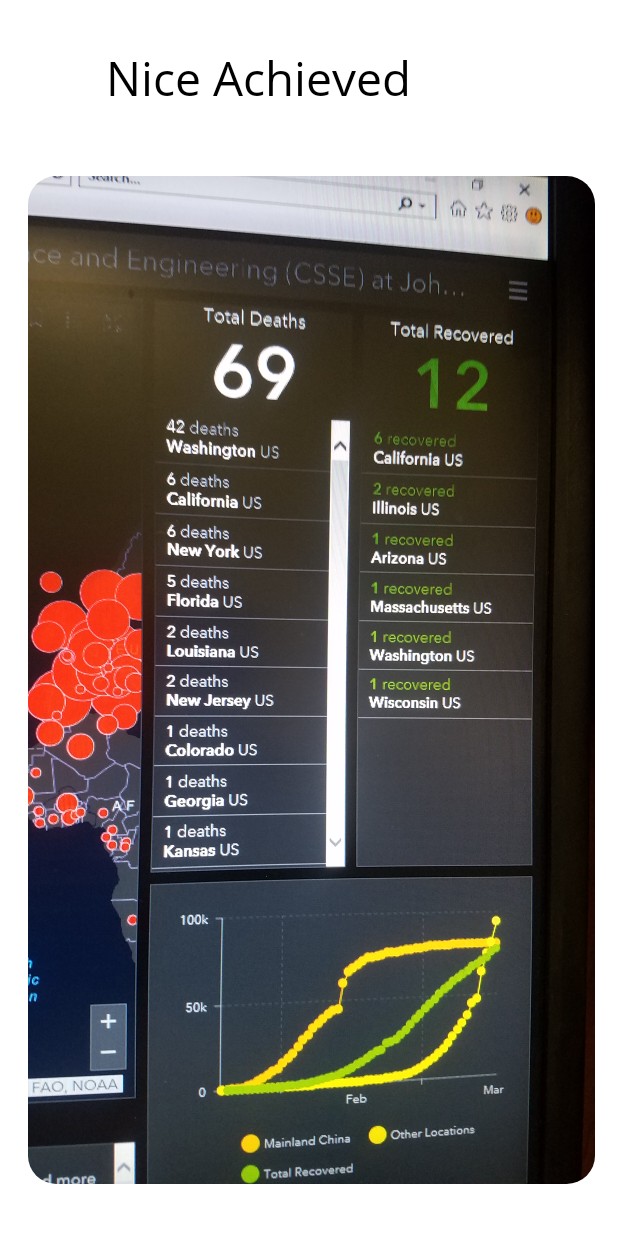 Nice Achieved
Search...
ce and Engineering (CSSE) at Joh...
Total Deaths
69
42 deaths
Washington US
6 deaths
California US
6 deaths
New York US
5 deaths
Florida US
2 deaths
Louisiana US
2 deaths
New Jersey US
1 deaths
Colorado US
1 deaths
Georgia US
1 deaths
Kansas US
Total Recovered
12
6 recovered
California US
2 recovered
Illinois US
1 recovered
Arizona US
1 recovered
Massachusetts US
1 recovered
Washington US
1 recovered
Wisconsin US
A F
ic
n
+
−
FAO, NOAA
d more
100k
50k
0
Feb
Mar
Mainland China
Other Locations
Total Recovered